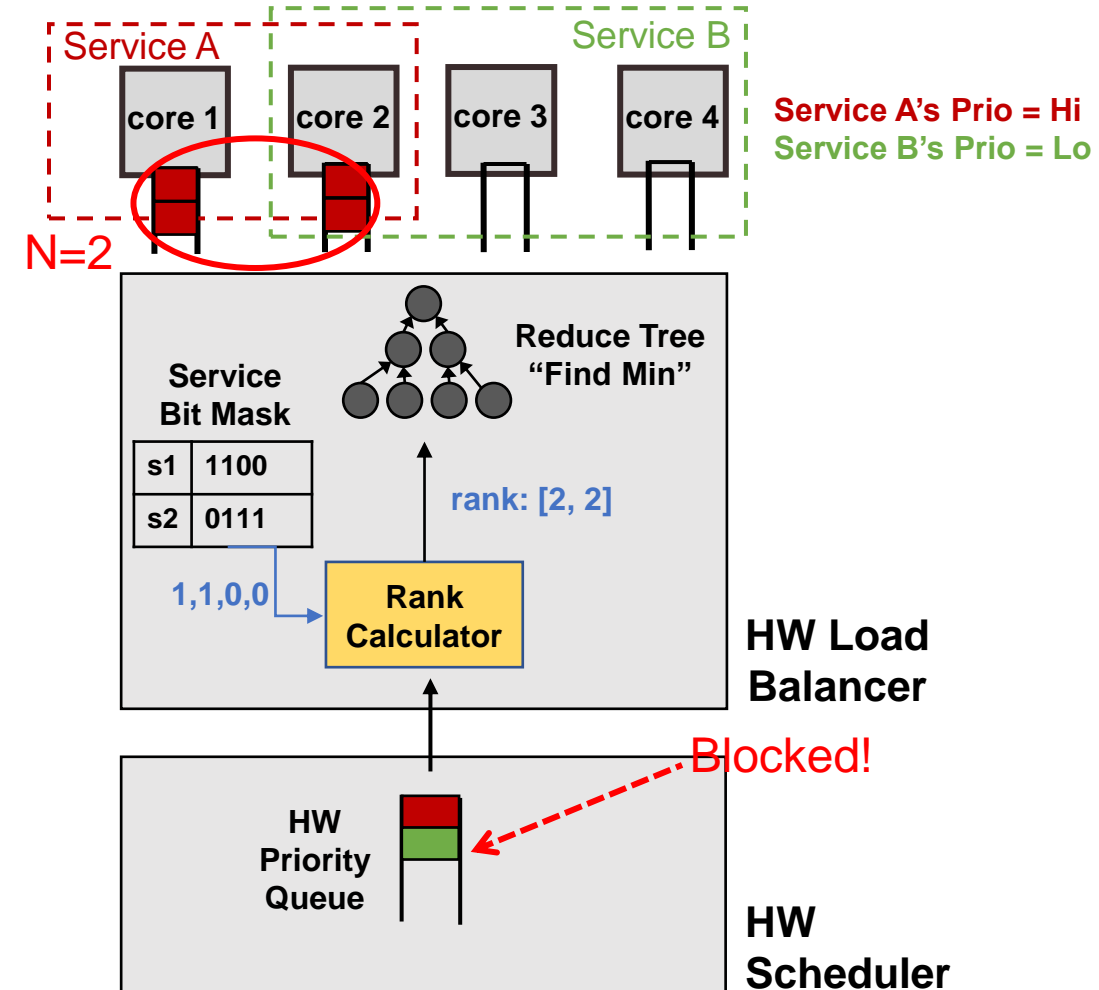 Service A
Service B
core 1
core 2
core 3
core 4
Service A's Prio = Hi
Service B's Prio = Lo
N=2
Reduce Tree
“Find Min”
Service
Bit Mask
s1 1100
s2 0111
rank: [2, 2]
1,1,0,0
Rank
Calculator
HW Load
Balancer
Blocked!
HW
Priority
Queue
HW
Scheduler